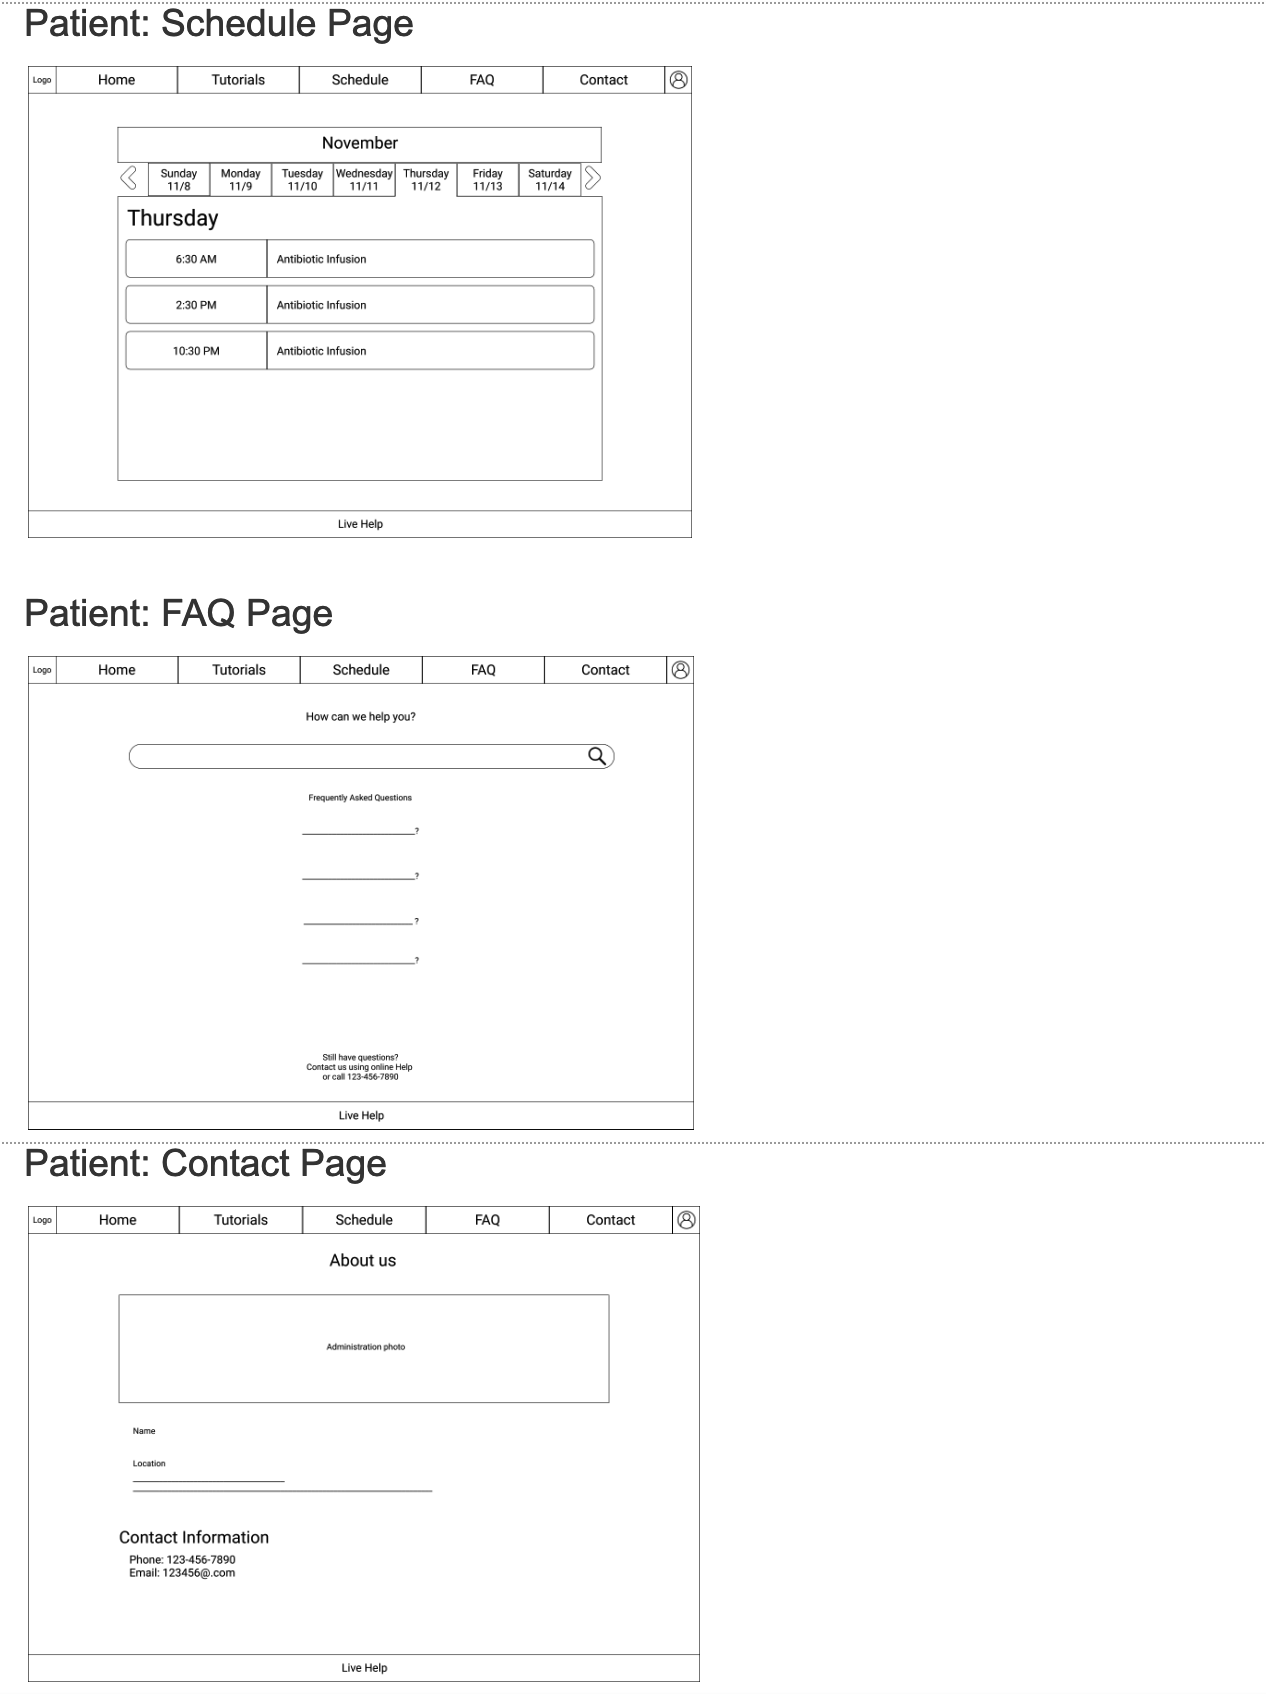 Patient: Schedule Page
Logo Home Tutorials Schedule FAQ Contact
November
Sunday Monday Tuesday Wednesday Thursday Friday Saturday
11/8 11/9 11/10 11/11 11/12 11/13 11/14
Thursday
6:30 AM Antibiotic Infusion
2:30 PM Antibiotic Infusion
10:30 PM Antibiotic Infusion
Live Help
Patient: FAQ Page
Logo Home Tutorials Schedule FAQ Contact
How can we help you?
Frequently Asked Questions
?
?
?
?
Still have questions?
Contact us using online Help
or call 123-456-7890
Live Help
Patient: Contact Page
Logo Home Tutorials Schedule FAQ Contact
About us
Administration photo
Name
Location
Contact Information
Phone: 123-456-7890
Email: 123456@.com
Live Help